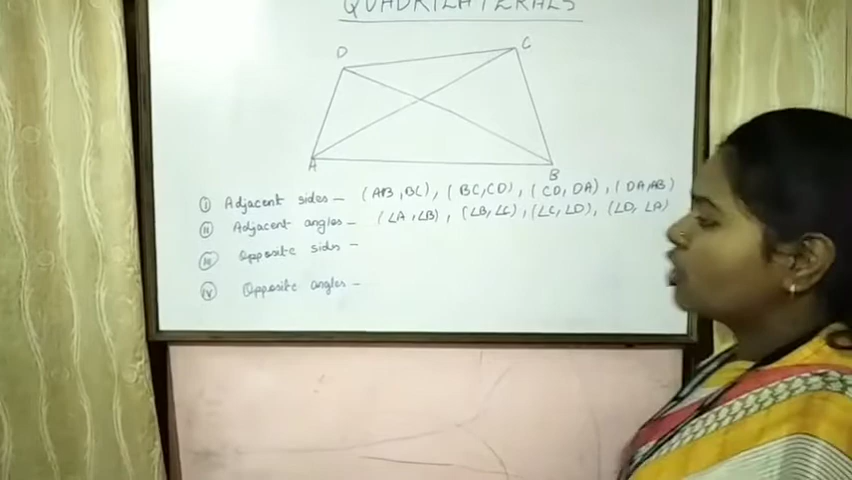 QUADRILATERALS
D
C
A
B
(i) Adjacent sides — (AB, BC), (BC, CD), (CD, DA), (DA, AB)
(ii) Adjacent angles — (∠A, ∠B), (∠B, ∠C), (∠C, ∠D), (∠D, ∠A)
(iii) Opposite sides —
(iv) Opposite angles —